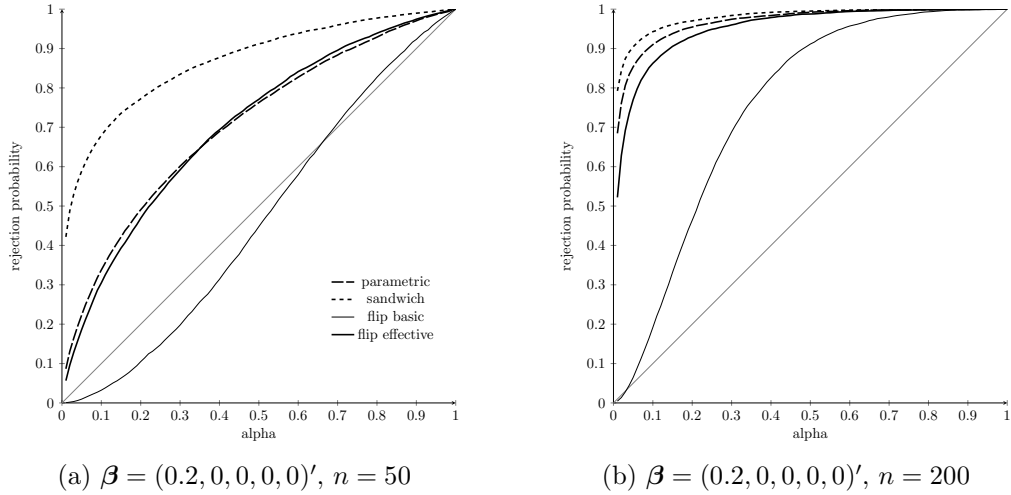 1
0.9
0.8
0.7
0.6
0.5
0.4
0.3
0.2
0.1
0
rejection probability
0 0.1 0.2 0.3 0.4 0.5 0.6 0.7 0.8 0.9 1
alpha
parametric
sandwich
flip basic
flip effective
(a) β = (0.2, 0, 0, 0, 0)′, n = 50
1
0.9
0.8
0.7
0.6
0.5
0.4
0.3
0.2
0.1
0
rejection probability
0 0.1 0.2 0.3 0.4 0.5 0.6 0.7 0.8 0.9 1
alpha
(b) β = (0.2, 0, 0, 0, 0)′, n = 200